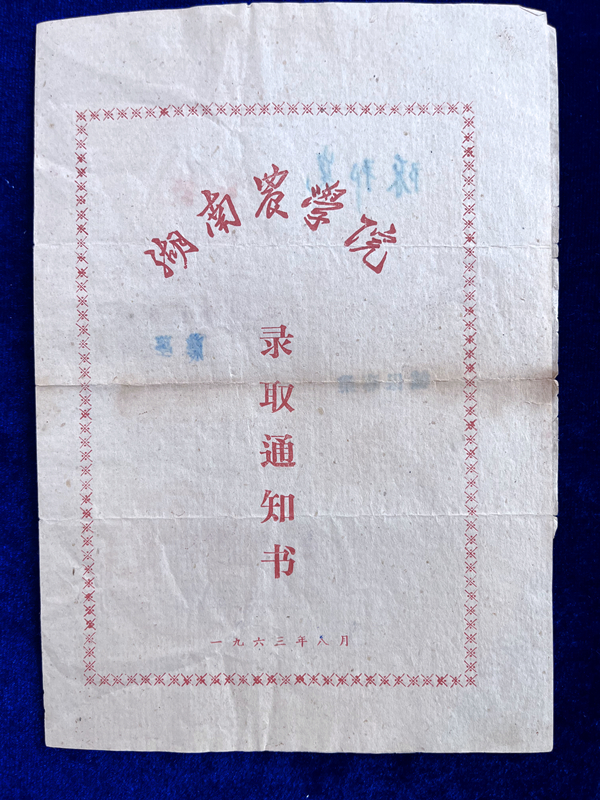 湖南农学院
录取通知书
一九六三年八月